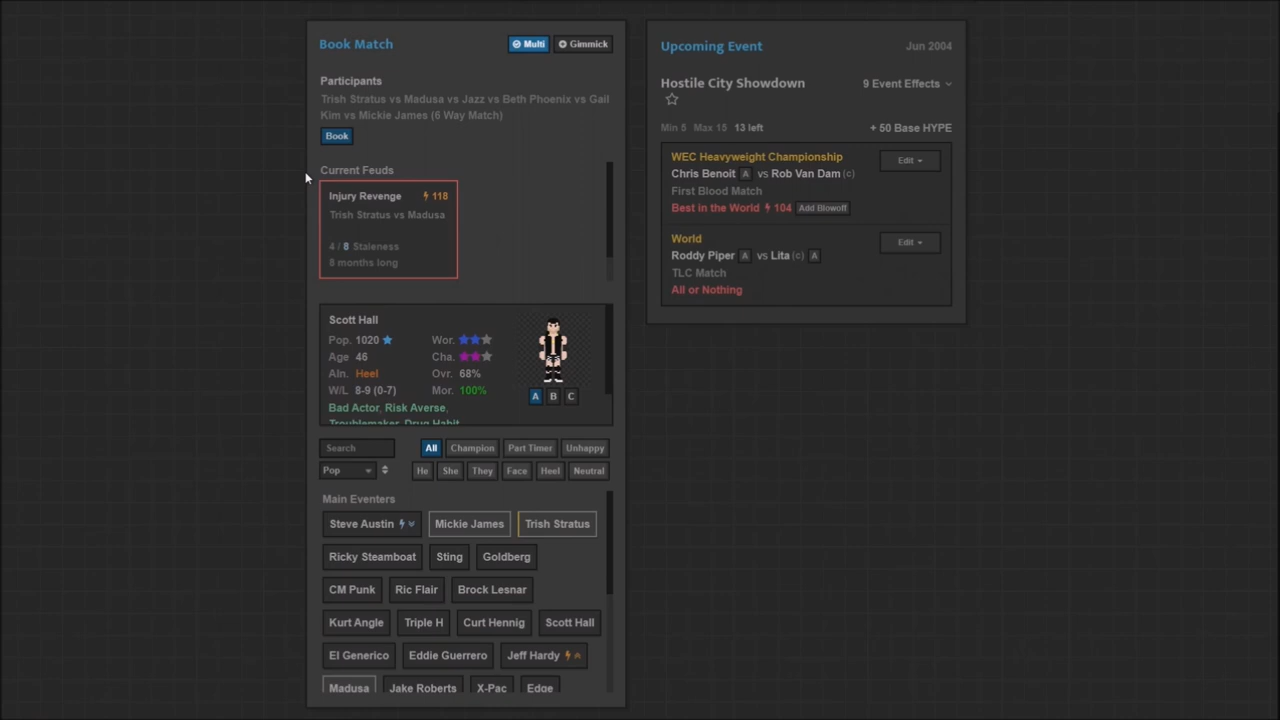 Book Match
Multi
Gimmick
Participants
Trish Stratus vs Madusa vs Jazz vs Beth Phoenix vs Gail
Kim vs Mickie James (6 Way Match)
Book
Current Feuds
Injury Revenge 118
Trish Stratus vs Madusa
4 / 8 Staleness
8 months long
Scott Hall
Pop. 1020 Wor.
Age 46 Cha.
Aln. Heel Ovr. 68%
W/L 8-9 (0-7) Mor. 100%
A B C
Bad Actor, Risk Averse,
Troublemaker, Drug Habit
Search All Champion Part Timer Unhappy
Pop He She They Face Heel Neutral
Main Eventers
Steve Austin Mickie James Trish Stratus
Ricky Steamboat Sting Goldberg
CM Punk Ric Flair Brock Lesnar
Kurt Angle Triple H Curt Hennig Scott Hall
El Generico Eddie Guerrero Jeff Hardy
Madusa Jake Roberts X-Pac Edge
Upcoming Event Jun 2004
Hostile City Showdown 9 Event Effects
Min 5 Max 15 13 left + 50 Base HYPE
WEC Heavyweight Championship Edit
Chris Benoit A vs Rob Van Dam (c)
First Blood Match
Best in the World 104 Add Blowoff
World Edit
Roddy Piper A vs Lita (c) A
TLC Match
All or Nothing